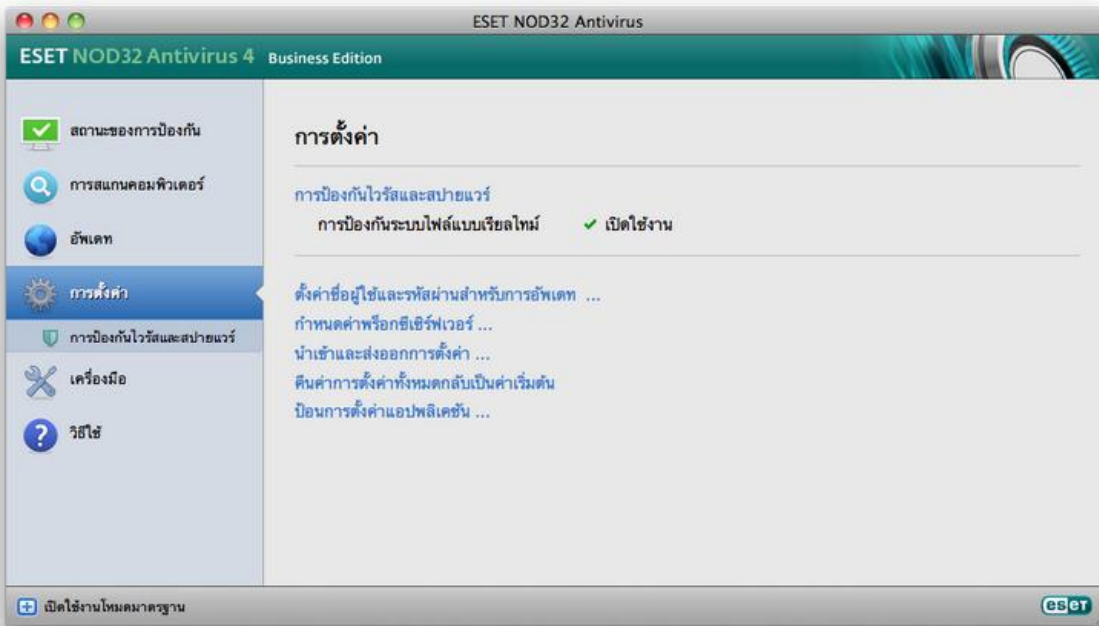 ESET NOD32 Antivirus
ESET NOD32 Antivirus 4 Business Edition
สถานะของการป้องกัน
การสแกนคอมพิวเตอร์
อัพเดท
การตั้งค่า
การป้องกันไวรัสและสปายแวร์
เครื่องมือ
วิธีใช้
การตั้งค่า
การป้องกันไวรัสและสปายแวร์
การป้องกันระบบไฟล์แบบเรียลไทม์ เปิดใช้งาน
ตั้งค่าชื่อผู้ใช้และรหัสผ่านสำหรับการอัพเดท ...
กำหนดค่าพร็อกซีเซิร์ฟเวอร์ ...
นำเข้าและส่งออกการตั้งค่า ...
คืนค่าการตั้งค่าทั้งหมดกลับเป็นค่าเริ่มต้น
ป้อนการตั้งค่าแอปพลิเคชัน ...
เปิดใช้งานโหมดมาตรฐาน
eset